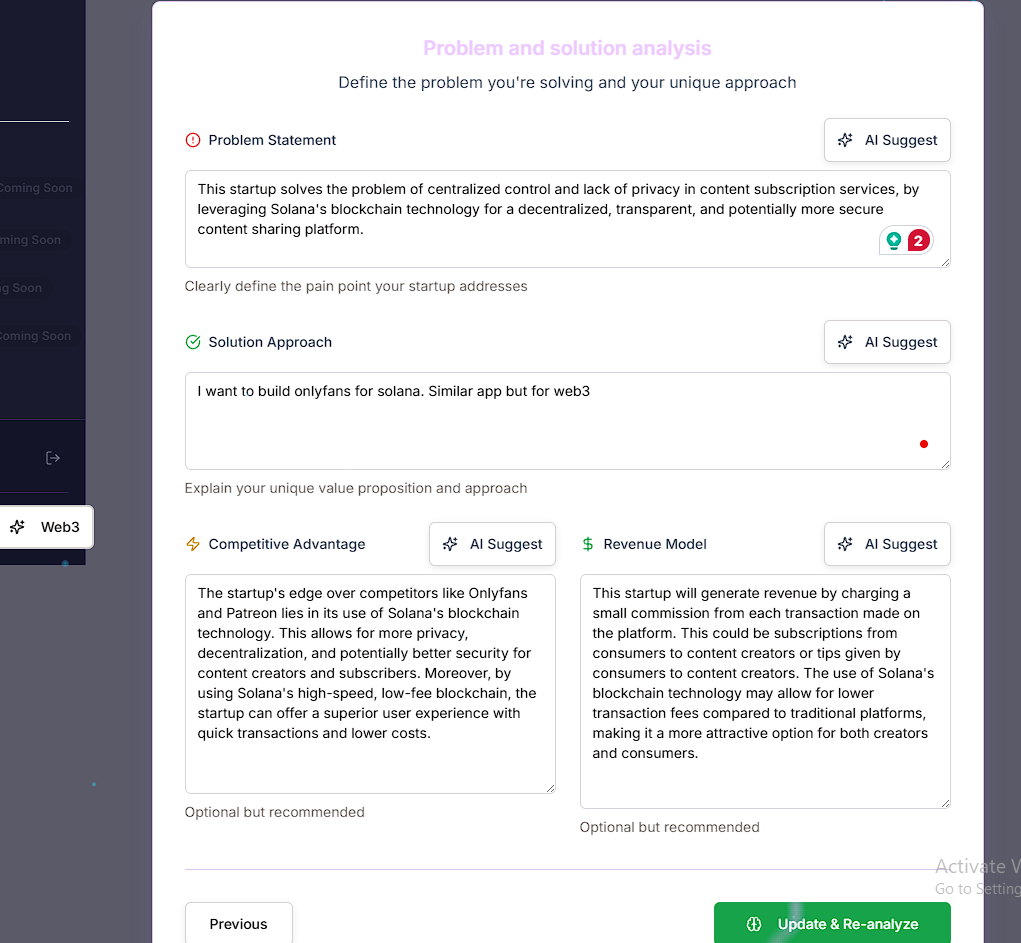 Problem and solution analysis
Define the problem you're solving and your unique approach
Problem Statement
AI Suggest
This startup solves the problem of centralized control and lack of privacy in content subscription services, by
leveraging Solana's blockchain technology for a decentralized, transparent, and potentially more secure
content sharing platform.
2
Clearly define the pain point your startup addresses
Coming Soon
ming Soon
g Soon
Coming Soon
Solution Approach
AI Suggest
I want to build onlyfans for solana. Similar app but for web3
Explain your unique value proposition and approach
Web3
Competitive Advantage
AI Suggest
The startup's edge over competitors like Onlyfans
and Patreon lies in its use of Solana's blockchain
technology. This allows for more privacy,
decentralization, and potentially better security for
content creators and subscribers. Moreover, by
using Solana's high-speed, low-fee blockchain, the
startup can offer a superior user experience with
quick transactions and lower costs.
Optional but recommended
Revenue Model
AI Suggest
This startup will generate revenue by charging a
small commission from each transaction made on
the platform. This could be subscriptions from
consumers to content creators or tips given by
consumers to content creators. The use of Solana's
blockchain technology may allow for lower
transaction fees compared to traditional platforms,
making it a more attractive option for both creators
and consumers.
Optional but recommended
Activate W
Go to Setting
Previous
Update & Re-analyze